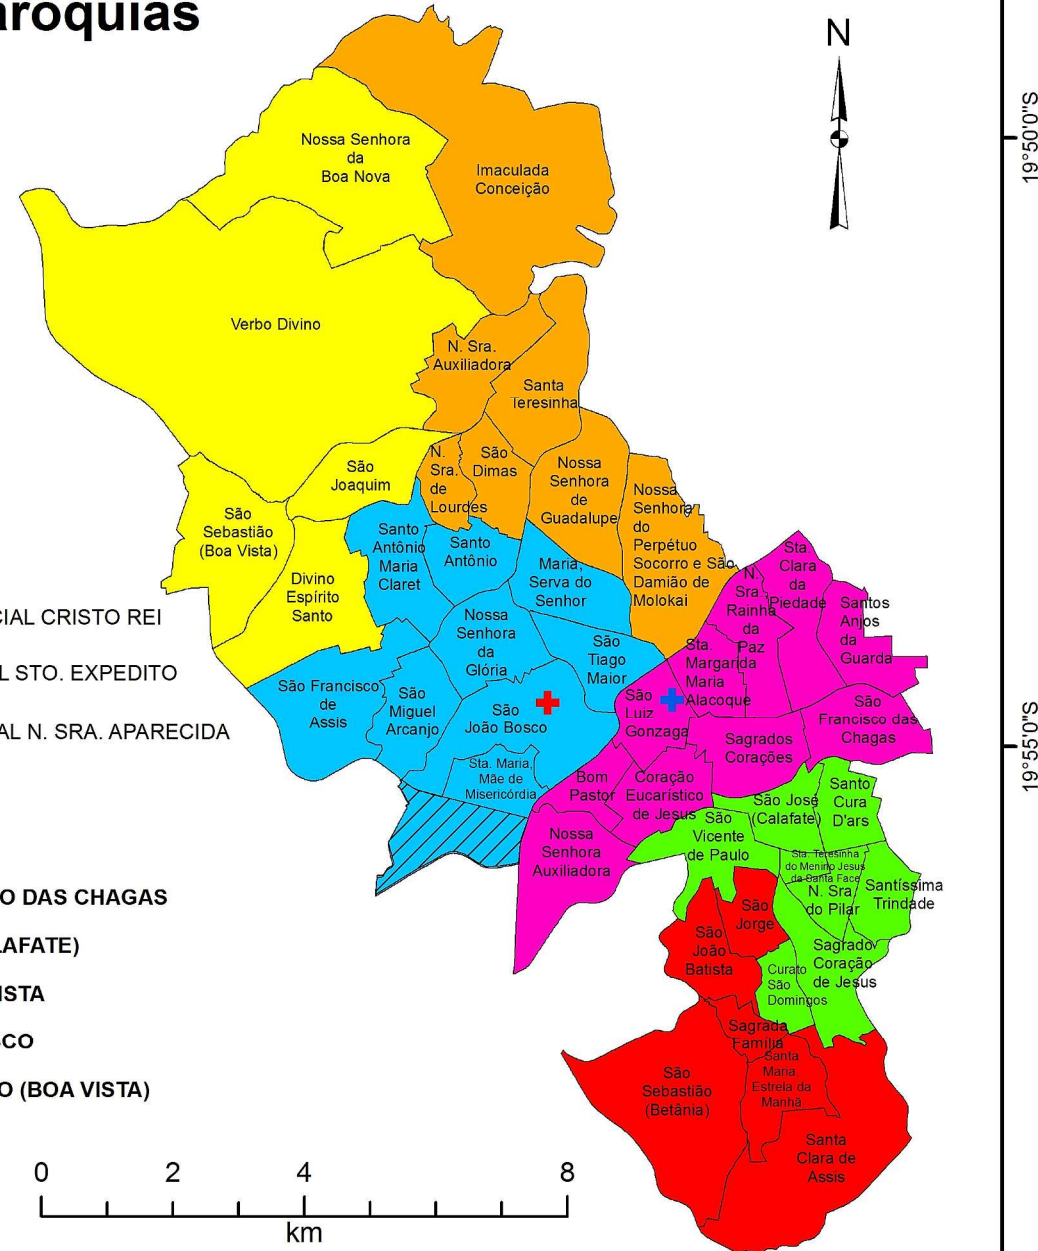 aroquias
N
19°50'0"S
Nossa Senhora
da
Boa Nova
Imaculada
Conceição
Verbo Divino
N. Sra.
Auxiliadora
Santa
Teresinha
São
Joaquim
N.
Sra.
de
Lourdes
São
Dimas
Nossa
Senhora
de
Guadalupe
Nossa
Senhora
do
Perpétuo
Socorro e São
Damião de
Molokai
São
Sebastião
(Boa Vista)
Divino
Espírito
Santo
Santo
Antônio
Maria
Claret
Santo
Antônio
Maria,
Serva do
Senhor
Nossa
Senhora
da
Glória
São
Tiago
Maior
São Francisco
de
Assis
São
Miguel
Arcanjo
São
João Bosco
Sta. Maria,
Mãe de
Misericórdia
Sta.
Clara
da
Piedade
N.
Sra.
Rainha
da
Paz
Santos
Anjos
da
Guarda
Sta.
Margarida
Maria
Alacoque
São
Luiz
Gonzaga
São
Francisco das
Chagas
Sagrados
Corações
Bom
Pastor
Coração
Eucarístico
de Jesus
Nossa
Senhora
Auxiliadora
19°55'0"S
São José
(Calafate)
Santo
Cura
D'ars
São
Vicente
de Paulo
Sta. Teresinha
do Menino Jesus
da Santa Face
N. Sra.
do Pilar
Santíssima
Trindade
Sagrado
Coração
de Jesus
Curato
São
Domingos
São
Jorge
São
João
Batista
Sagrada
Família
Santa
Maria
Estrela da
Manhã
São
Sebastião
(Betânia)
Santa
Clara de
Assis
CIAL CRISTO REI
L STO. EXPEDITO
AL N. SRA. APARECIDA
O DAS CHAGAS
LAFATE)
ISTA
SCO
O (BOA VISTA)
0 2 4 8
km